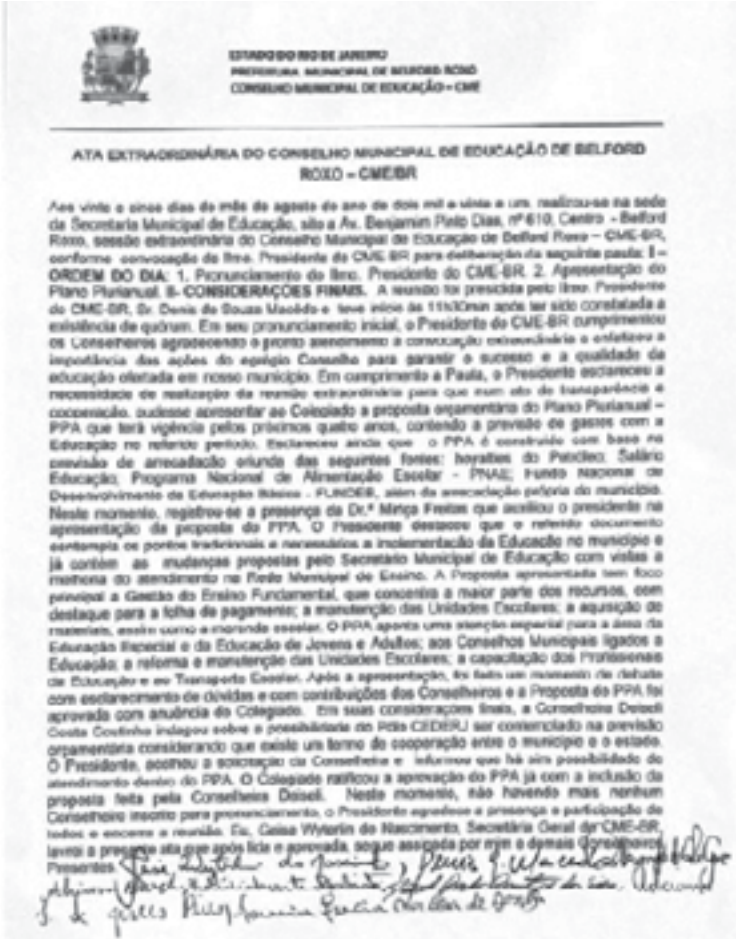 ESTADO DO RIO DE JANEIRO
PREFEITURA MUNICIPAL DE BELFORD ROXO
CONSELHO MUNICIPAL DE EDUCAÇÃO – CME
ATA EXTRAORDINÁRIA DO CONSELHO MUNICIPAL DE EDUCAÇÃO DE BELFORD
ROXO – CME/BR
Aos vinte e cinco dias do mês de agosto do ano de dois mil e vinte e um, realizou-se na sede
da Secretaria Municipal de Educação, sito a Av. Benjamim Pinto Dias, nº 610, Centro - Belford
Roxo, sessão extraordinária do Conselho Municipal de Educação de Belford Roxo – CME-BR,
conforme convocação do Ilmo. Presidente do CME-BR para deliberação da seguinte pauta: I –
ORDEM DO DIA: 1. Pronunciamento do Ilmo. Presidente do CME-BR. 2. Apresentação do
Plano Plurianual. II- CONSIDERAÇÕES FINAIS. A reunião foi presidida pelo Ilmo. Presidente
do CME-BR, Sr. Denis de Souza Macedo e teve início às 11h30min após ter sido constatada a
existência de quórum. Em seu pronunciamento inicial, o Presidente do CME-BR cumprimentou
os Conselheiros agradecendo o pronto atendimento a convocação extraordinária e enfatizou a
importância das ações do egrégio Conselho para garantir o sucesso e a qualidade da
educação ofertada em nosso município. Em cumprimento a Pauta, o Presidente esclareceu a
necessidade de realização da reunião extraordinária para que num ato de transparência e
cooperação, pudesse apresentar ao Colegiado a proposta orçamentária do Plano Plurianual –
PPA que terá vigência pelos próximos quatro anos, contendo a previsão de gastos com a
Educação no referido período. Esclareceu ainda que o PPA é construído com base na
previsão de arrecadação oriunda das seguintes fontes: royalties do Petróleo; Salário
Educação; Programa Nacional de Alimentação Escolar - PNAE; Fundo Nacional de
Desenvolvimento da Educação Básica - FUNDEB, além da arrecadação própria do município.
Neste momento, registrou-se a presença da Dr.ª Freitas que auxiliou o presidente na
apresentação da proposta do PPA. O Presidente destacou que o referido documento
contempla os pontos tradicionais e necessários a implementação da Educação no município e
já contém as mudanças propostas pelo Secretário Municipal de Educação com vistas a
melhoria do atendimento na Rede Municipal de Ensino. A Proposta apresentada tem foco
principal a Gestão do Ensino Fundamental, que concentra a maior parte dos recursos, com
destaque para a folha de pagamento; a manutenção das Unidades Escolares; a aquisição de
materiais, assim como a merenda escolar. O PPA aponta uma atenção especial para a área da
Educação Especial e da Educação de Jovens e Adultos; aos Conselhos Municipais ligados a
Educação; a reforma e manutenção das Unidades Escolares; a capacitação dos Profissionais
da Educação e ao Transporte Escolar. Após a apresentação, foi feito um momento de debate
com esclarecimento de dúvidas e com contribuições dos Conselheiros e a Proposta do PPA foi
aprovada com anuência do Colegiado. Em suas considerações finais, a Conselheira Deiseli
Costa Coutinho indagou sobre a possibilidade do Pólo CEDERJ ser contemplado na previsão
orçamentária considerando que existe um termo de cooperação entre o município e o estado.
O Presidente, acolheu a solicitação da Conselheira e informou que há sim possibilidade do
atendimento dentro do PPA. O Colegiado ratificou a aprovação do PPA já com a inclusão da
proposta feita pela Conselheira Deiseli. Neste momento, não havendo mais nenhum
Conselheiro inscrito para pronunciamento, o Presidente agradece a presença e participação de
todos e encerra a reunião. Eu, Geise do Nascimento, Secretária Geral do CME-BR,
lavrei a presente ata que após lida e aprovada, segue assinada por mim e demais Conselheiros
Presentes.